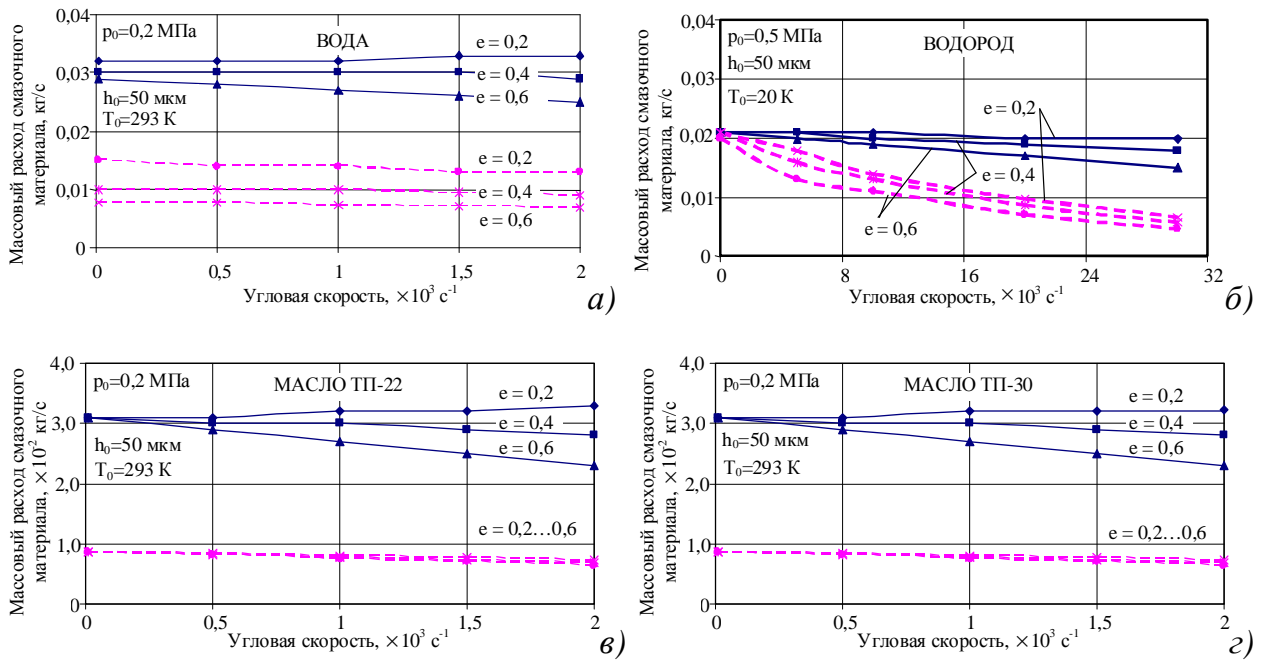 Массовый расход смазочного
материала, кг/с
0,04
0,03
0,02
0,01
0
p₀=0,2 МПа
ВОДА
e = 0,2
e = 0,4
e = 0,6
h₀=50 мкм
T₀=293 К
e = 0,2
e = 0,4
e = 0,6
0 0,5 1 1,5 2
Угловая скорость, ×10³ с⁻¹
а)
Массовый расход смазочного
материала, кг/с
0,04
0,03
0,02
0,01
0
p₀=0,5 МПа
ВОДОРОД
h₀=50 мкм
T₀=20 К
e = 0,2
e = 0,4
e = 0,6
0 8 16 24 32
Угловая скорость, ×10³ с⁻¹
б)
Массовый расход смазочного
материала, ×10⁻² кг/с
4,0
3,0
2,0
1,0
0
p₀=0,2 МПа
МАСЛО ТП-22
e = 0,2
e = 0,4
e = 0,6
h₀=50 мкм
T₀=293 К
e = 0,2…0,6
0 0,5 1 1,5 2
Угловая скорость, ×10³ с⁻¹
в)
Массовый расход смазочного
материала, ×10⁻² кг/с
4,0
3,0
2,0
1,0
0
p₀=0,2 МПа
МАСЛО ТП-30
e = 0,2
e = 0,4
e = 0,6
h₀=50 мкм
T₀=293 К
e = 0,2…0,6
0 0,5 1 1,5 2
Угловая скорость, ×10³ с⁻¹
г)